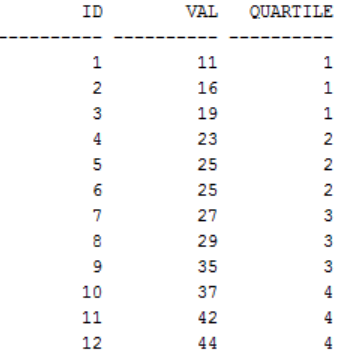 ID VAL QUARTILE
---------- ---------- ----------
1 11 1
2 16 1
3 19 1
4 23 2
5 25 2
6 25 2
7 27 3
8 29 3
9 35 3
10 37 4
11 42 4
12 44 4